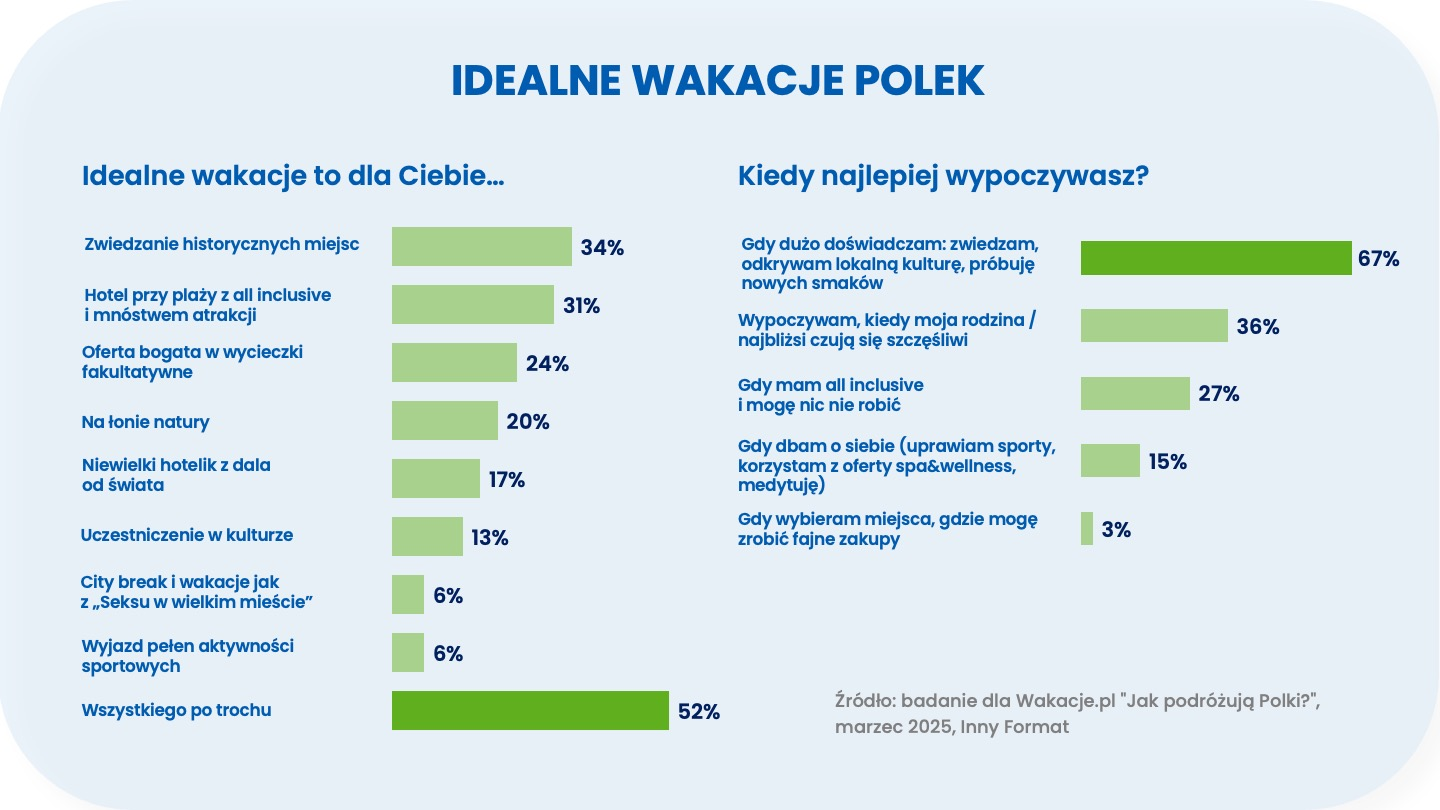 IDEALNE WAKACJE POLEK
Idealne wakacje to dla Ciebie...
Zwiedzanie historycznych miejsc
34%
Hotel przy plaży z all inclusive
i mnóstwem atrakcji
31%
Oferta bogata w wycieczki
fakultatywne
24%
Na łonie natury
20%
Niewielki hotelik z dala
od świata
17%
Uczestniczenie w kulturze
13%
City break i wakacje jak
z „Seksu w wielkim mieście”
6%
Wyjazd pełen aktywności
sportowych
6%
Wszystkiego po trochu
52%
Kiedy najlepiej wypoczywasz?
Gdy dużo doświadczam: zwiedzam,
odkrywam lokalną kulturę, próbuję
nowych smaków
67%
Wypoczywam, kiedy moja rodzina /
najbliżsi czują się szczęśliwi
36%
Gdy mam all inclusive
i mogę nic nie robić
27%
Gdy dbam o siebie (uprawiam sporty,
korzystam z oferty spa&wellness,
medytuję)
15%
Gdy wybieram miejsca, gdzie mogę
zrobić fajne zakupy
3%
Źródło: badanie dla Wakacje.pl "Jak podróżują Polki?",
marzec 2025, Inny Format